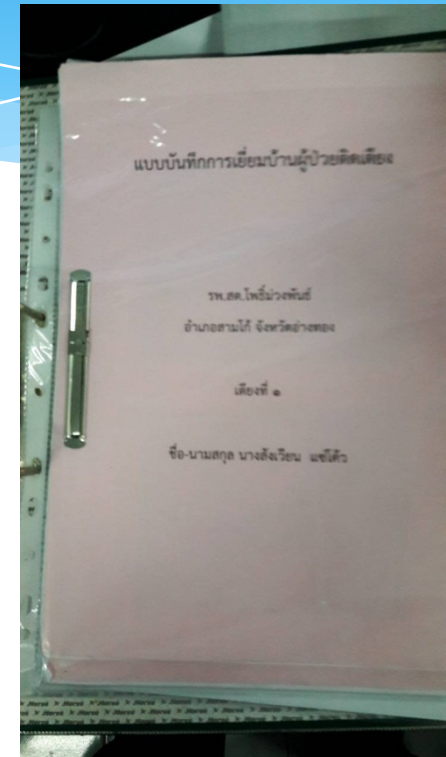 แบบบันทึกการเยี่ยมบ้านผู้ป่วยติดเตียง
รพ.สต.โพธิ์ม่วงพันธ์
อำเภอสามโก้ จังหวัดอ่างทอง
เตียงที่ ๑
ชื่อ-นามสกุล นางสังเวียน แซ่โค้ว